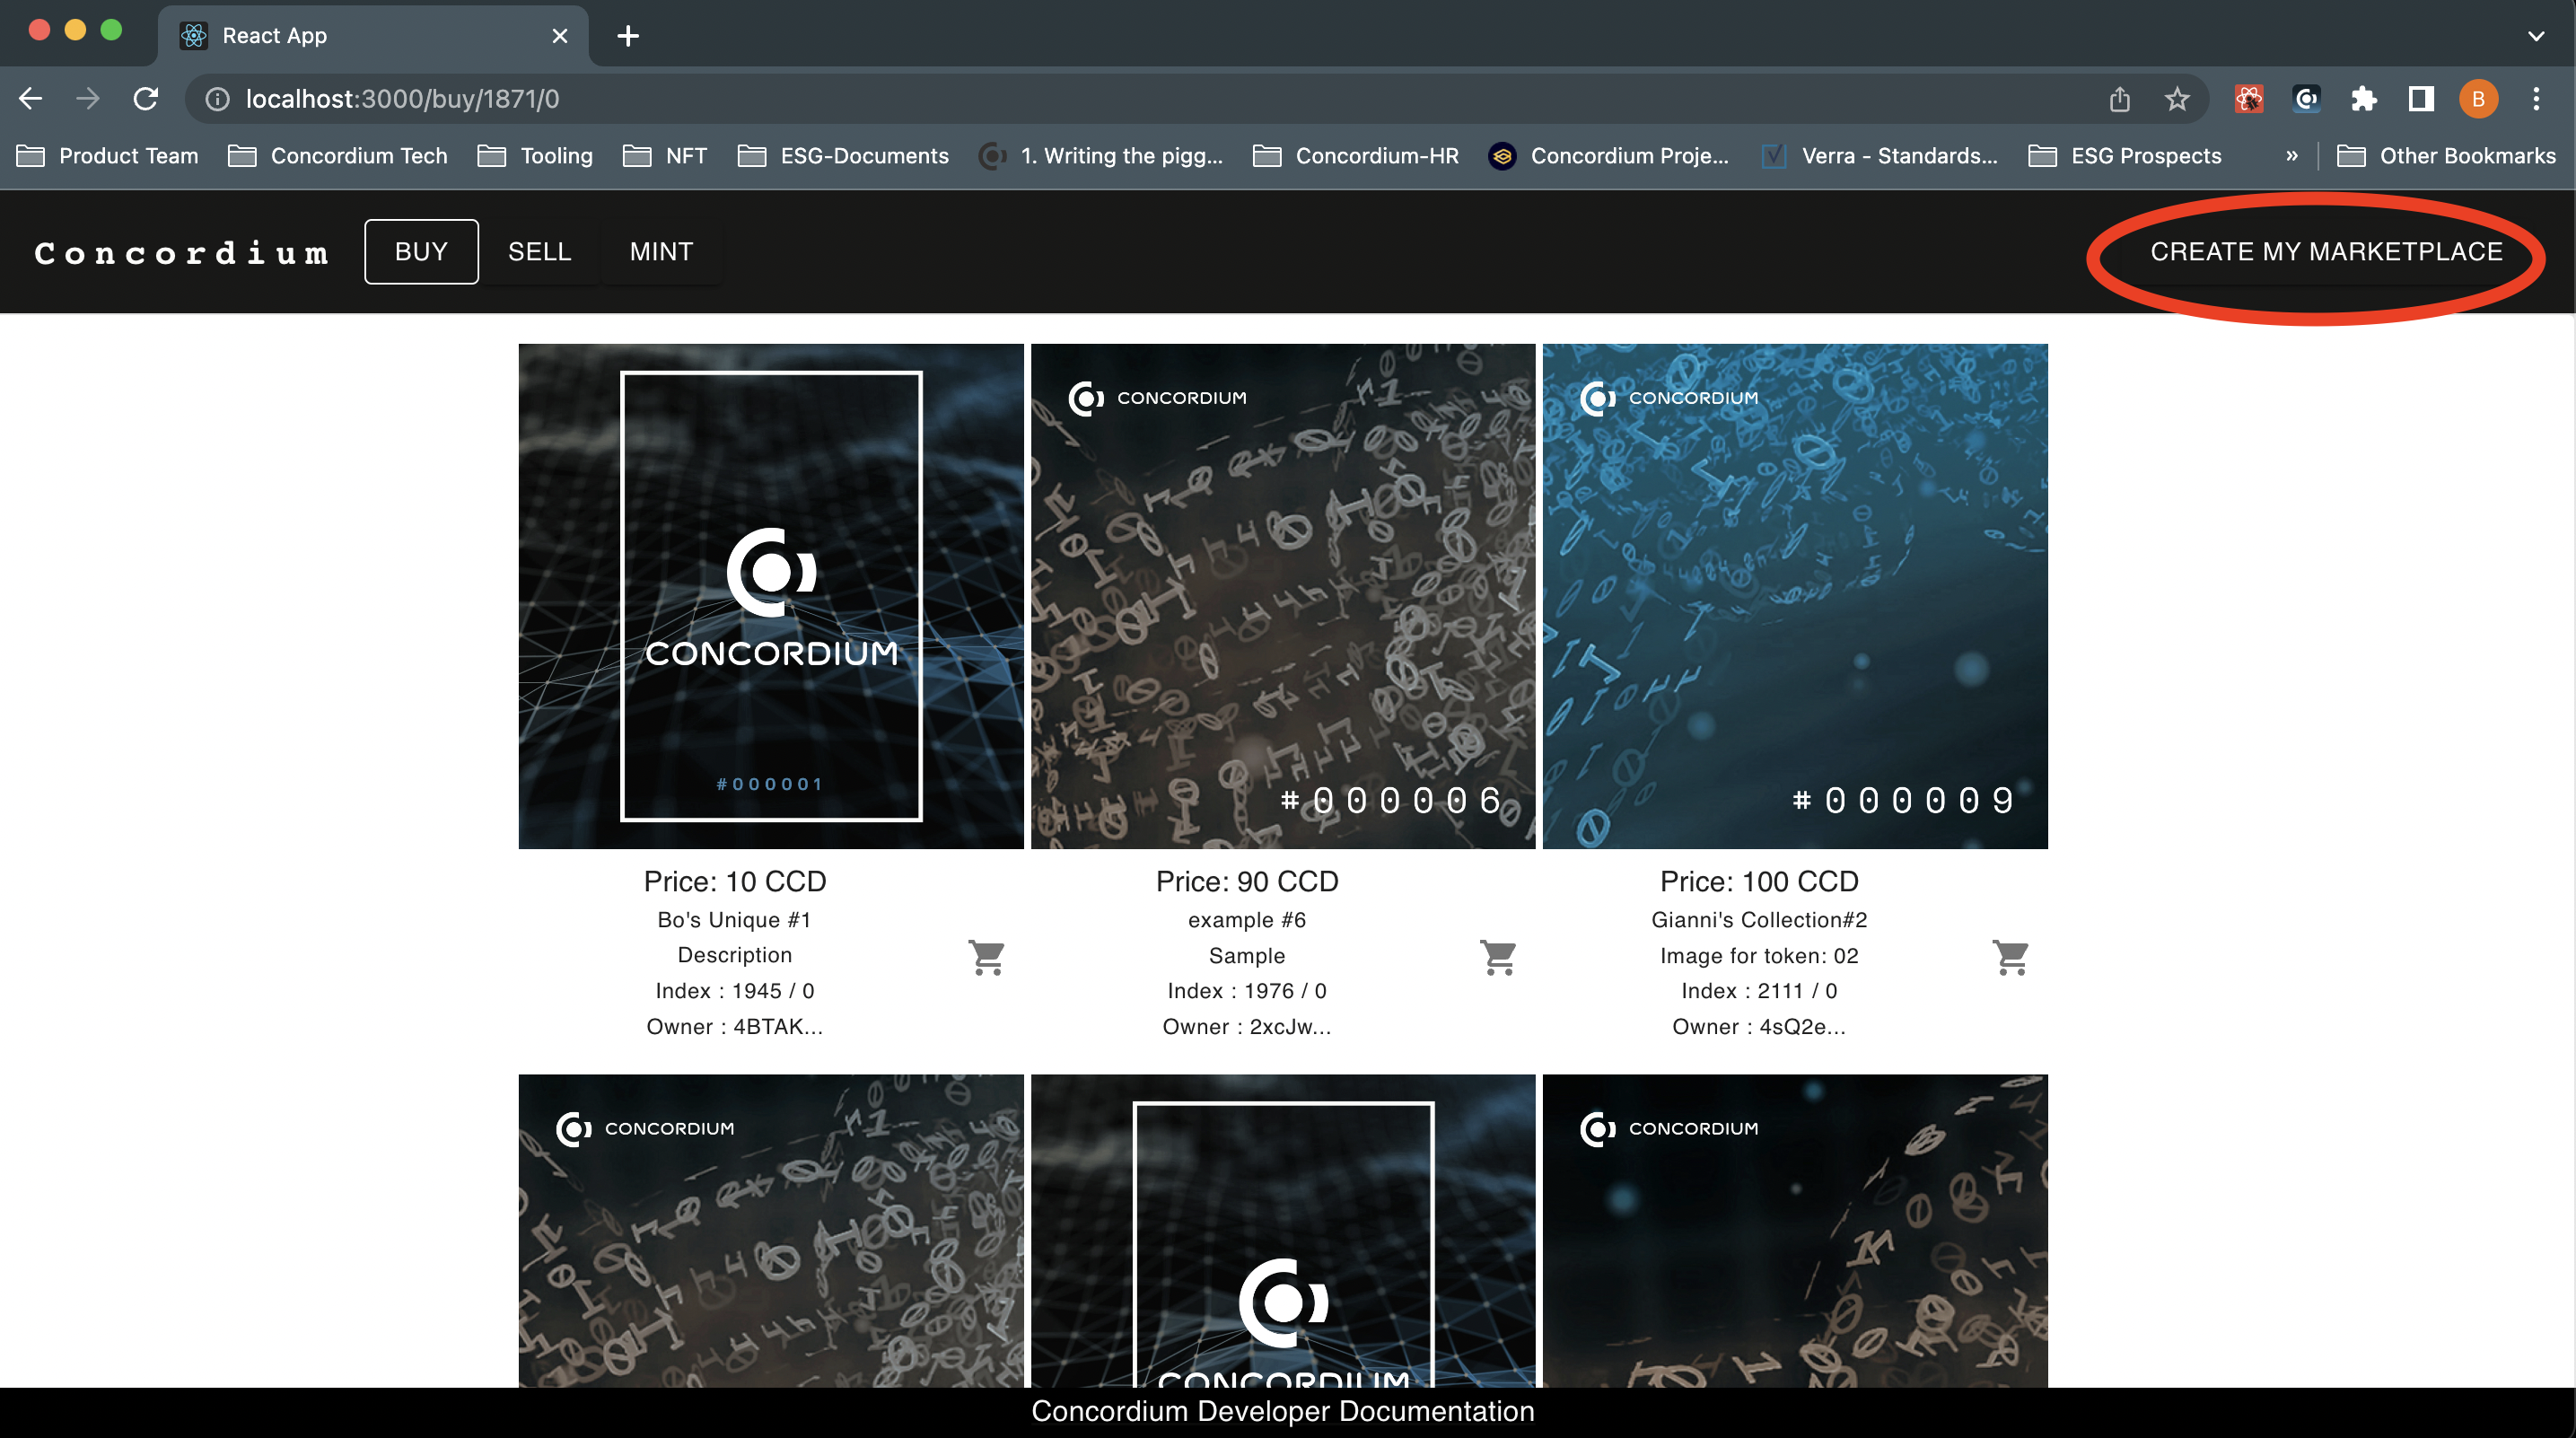 React App
localhost:3000/buy/1871/0
B
Product Team Concordium Tech Tooling NFT ESG-Documents 1. Writing the pigg... Concordium-HR Concordium Proje... Verra - Standards... ESG Prospects » Other Bookmarks
Concordium BUY SELL MINT CREATE MY MARKETPLACE
CONCORDIUM
#000001
CONCORDIUM
#000006
CONCORDIUM
#000009
Price: 10 CCD
Bo's Unique #1
Description
Index : 1945 / 0
Owner : 4BTAK...
Price: 90 CCD
example #6
Sample
Index : 1976 / 0
Owner : 2xcJw...
Price: 100 CCD
Gianni's Collection#2
Image for token: 02
Index : 2111 / 0
Owner : 4sQ2e...
CONCORDIUM
CONCORDIUM
CONCORDIUM
Concordium Developer Documentation